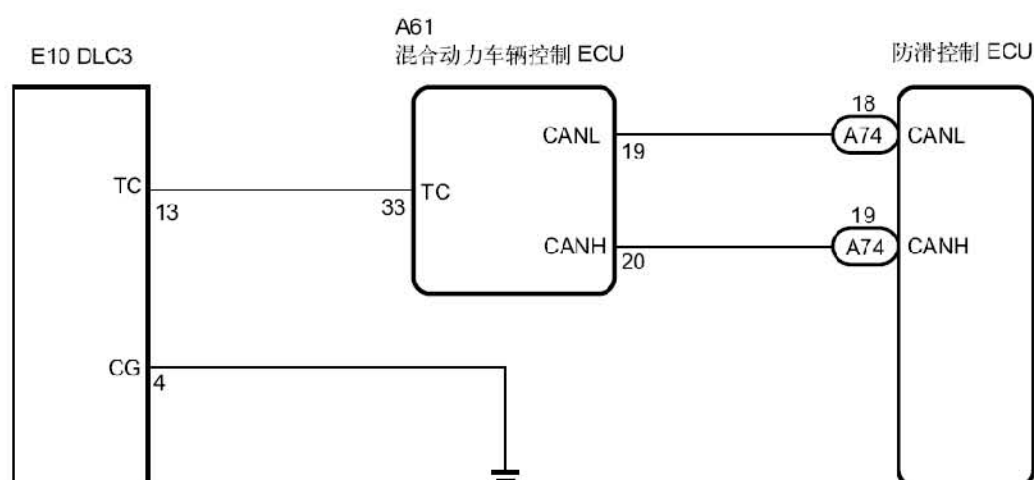 A61
E10 DLC3
混合动力车辆控制 ECU
防滑控制 ECU
18
CANL
A74
CANL
19
TC
TC
13
33
19
CANH
A74
CANH
20
CG
4